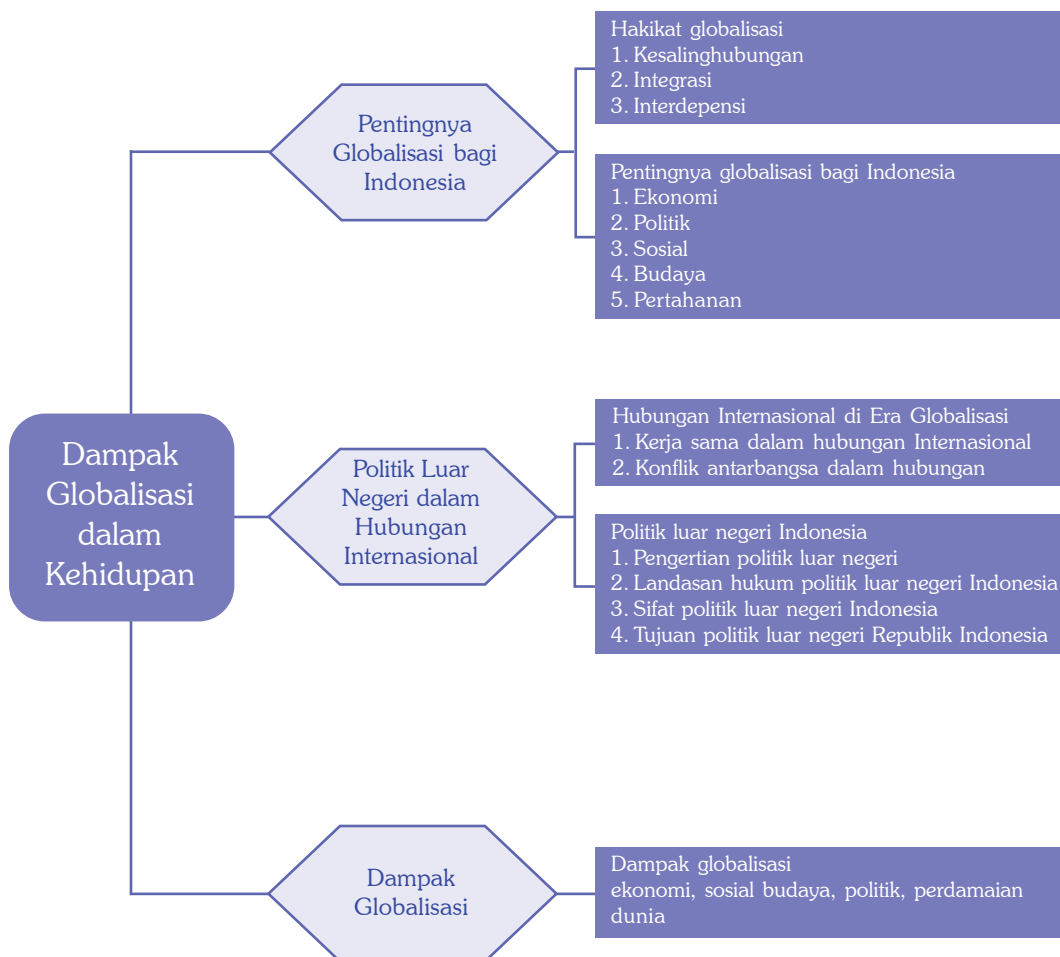 Dampak
Globalisasi
dalam
Kehidupan
Pentingnya
Globalisasi bagi
Indonesia
Hakikat globalisasi
1. Kesalinghubungan
2. Integrasi
3. Interdepensi
Pentingnya globalisasi bagi Indonesia
1. Ekonomi
2. Politik
3. Sosial
4. Budaya
5. Pertahanan
Politik Luar
Negeri dalam
Hubungan
Internasional
Hubungan Internasional di Era Globalisasi
1. Kerja sama dalam hubungan Internasional
2. Konflik antarbangsa dalam hubungan
Politik luar negeri Indonesia
1. Pengertian politik luar negeri
2. Landasan hukum politik luar negeri Indonesia
3. Sifat politik luar negeri Indonesia
4. Tujuan politik luar negeri Republik Indonesia
Dampak
Globalisasi
Dampak globalisasi
ekonomi, sosial budaya, politik, perdamaian
dunia